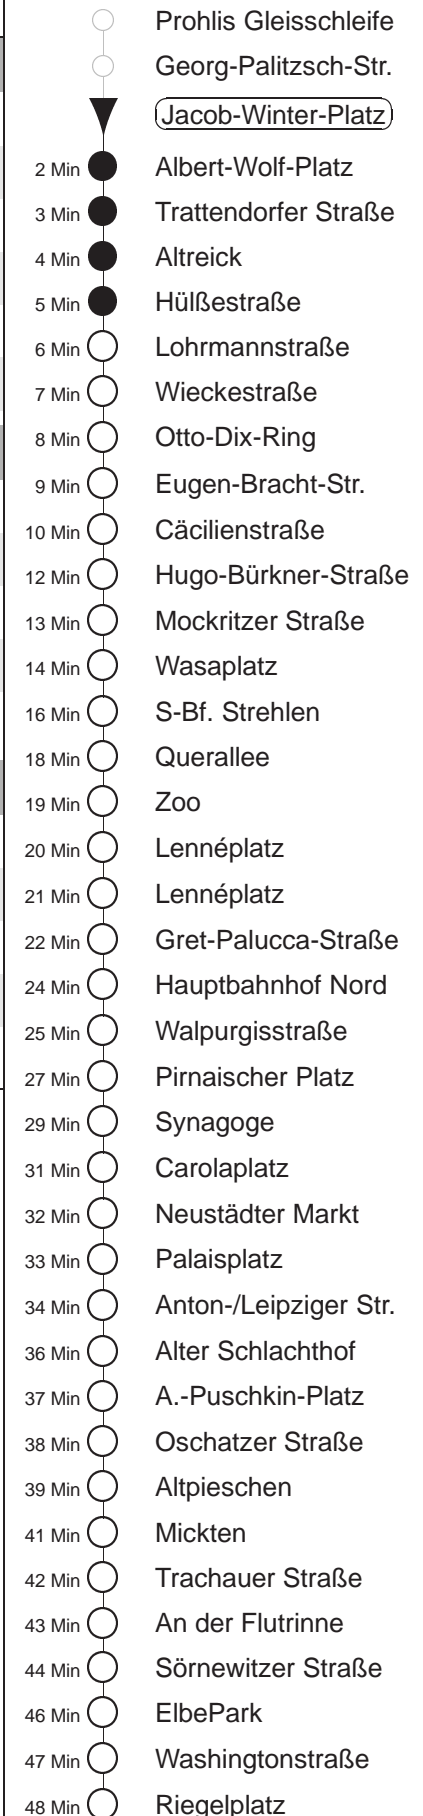 Prohlis Gleisschleife
Georg-Palitzsch-Str.
Jacob-Winter-Platz
2 Min Albert-Wolf-Platz
3 Min Trattendorfer Straße
4 Min Altreick
5 Min Hülßestraße
6 Min Lohrmannstraße
7 Min Wieckestraße
8 Min Otto-Dix-Ring
9 Min Eugen-Bracht-Str.
10 Min Cäcilienstraße
12 Min Hugo-Bürkner-Straße
13 Min Mockritzer Straße
14 Min Wasaplatz
16 Min S-Bf. Strehlen
18 Min Querallee
19 Min Zoo
20 Min Lennéplatz
21 Min Lennéplatz
22 Min Gret-Palucca-Straße
24 Min Hauptbahnhof Nord
25 Min Walpurgisstraße
27 Min Pirnaischer Platz
29 Min Synagoge
31 Min Carolaplatz
32 Min Neustädter Markt
33 Min Palaisplatz
34 Min Anton-/Leipziger Str.
36 Min Alter Schlachthof
37 Min A.-Puschkin-Platz
38 Min Oschatzer Straße
39 Min Altpieschen
41 Min Mickten
42 Min Trachauer Straße
43 Min An der Flutrinne
44 Min Sörnewitzer Straße
46 Min ElbePark
47 Min Washingtonstraße
48 Min Riegelplatz